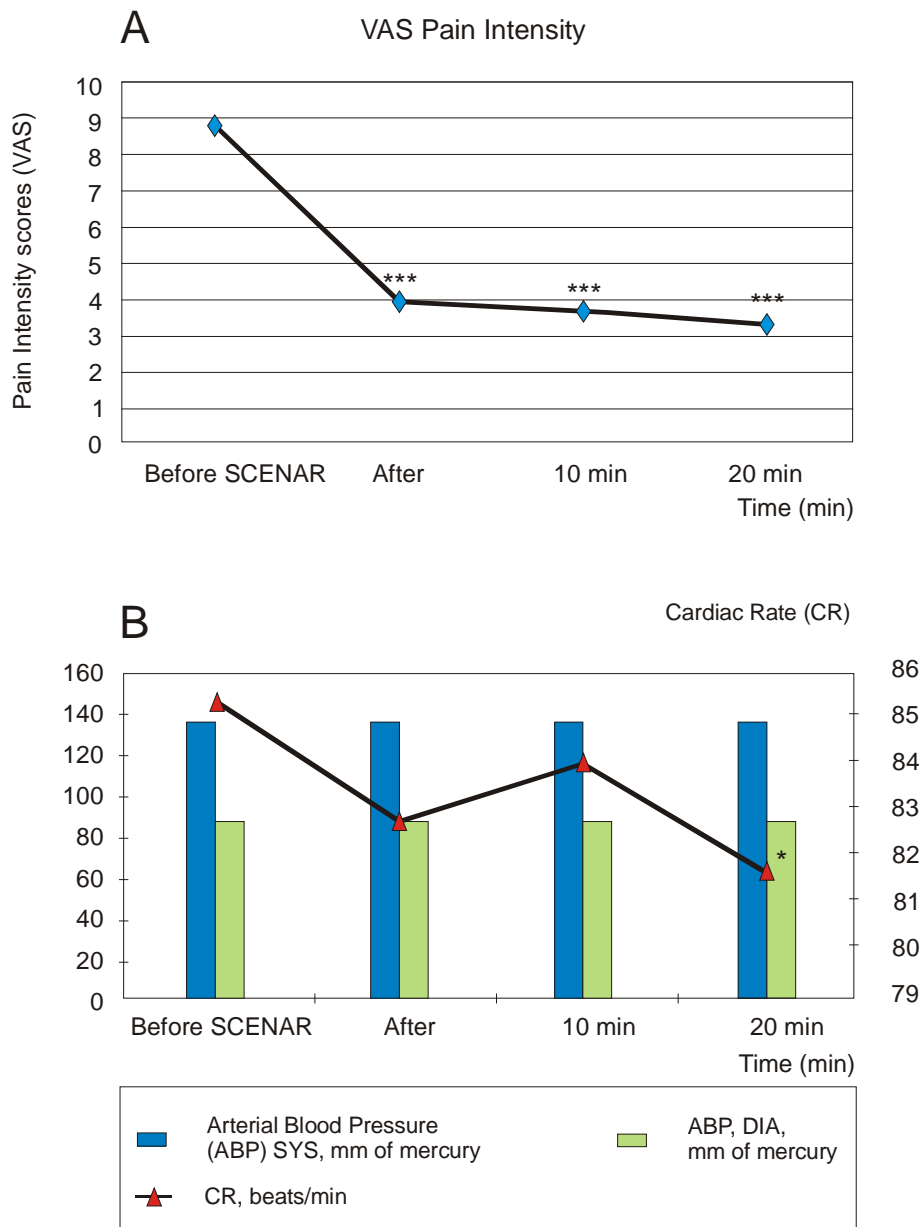 A
VAS Pain Intensity
Pain Intensity scores (VAS)
10
9
8
7
6
5
4
3
2
1
0
***
***
***
Before SCENAR After 10 min 20 min
Time (min)
B
Cardiac Rate (CR)
160
140
120
100
80
60
40
20
0
86
85
84
83
82
81
80
79
*
Before SCENAR After 10 min 20 min
Time (min)
Arterial Blood Pressure
(ABP) SYS, mm of mercury
ABP, DIA,
mm of mercury
CR, beats/min